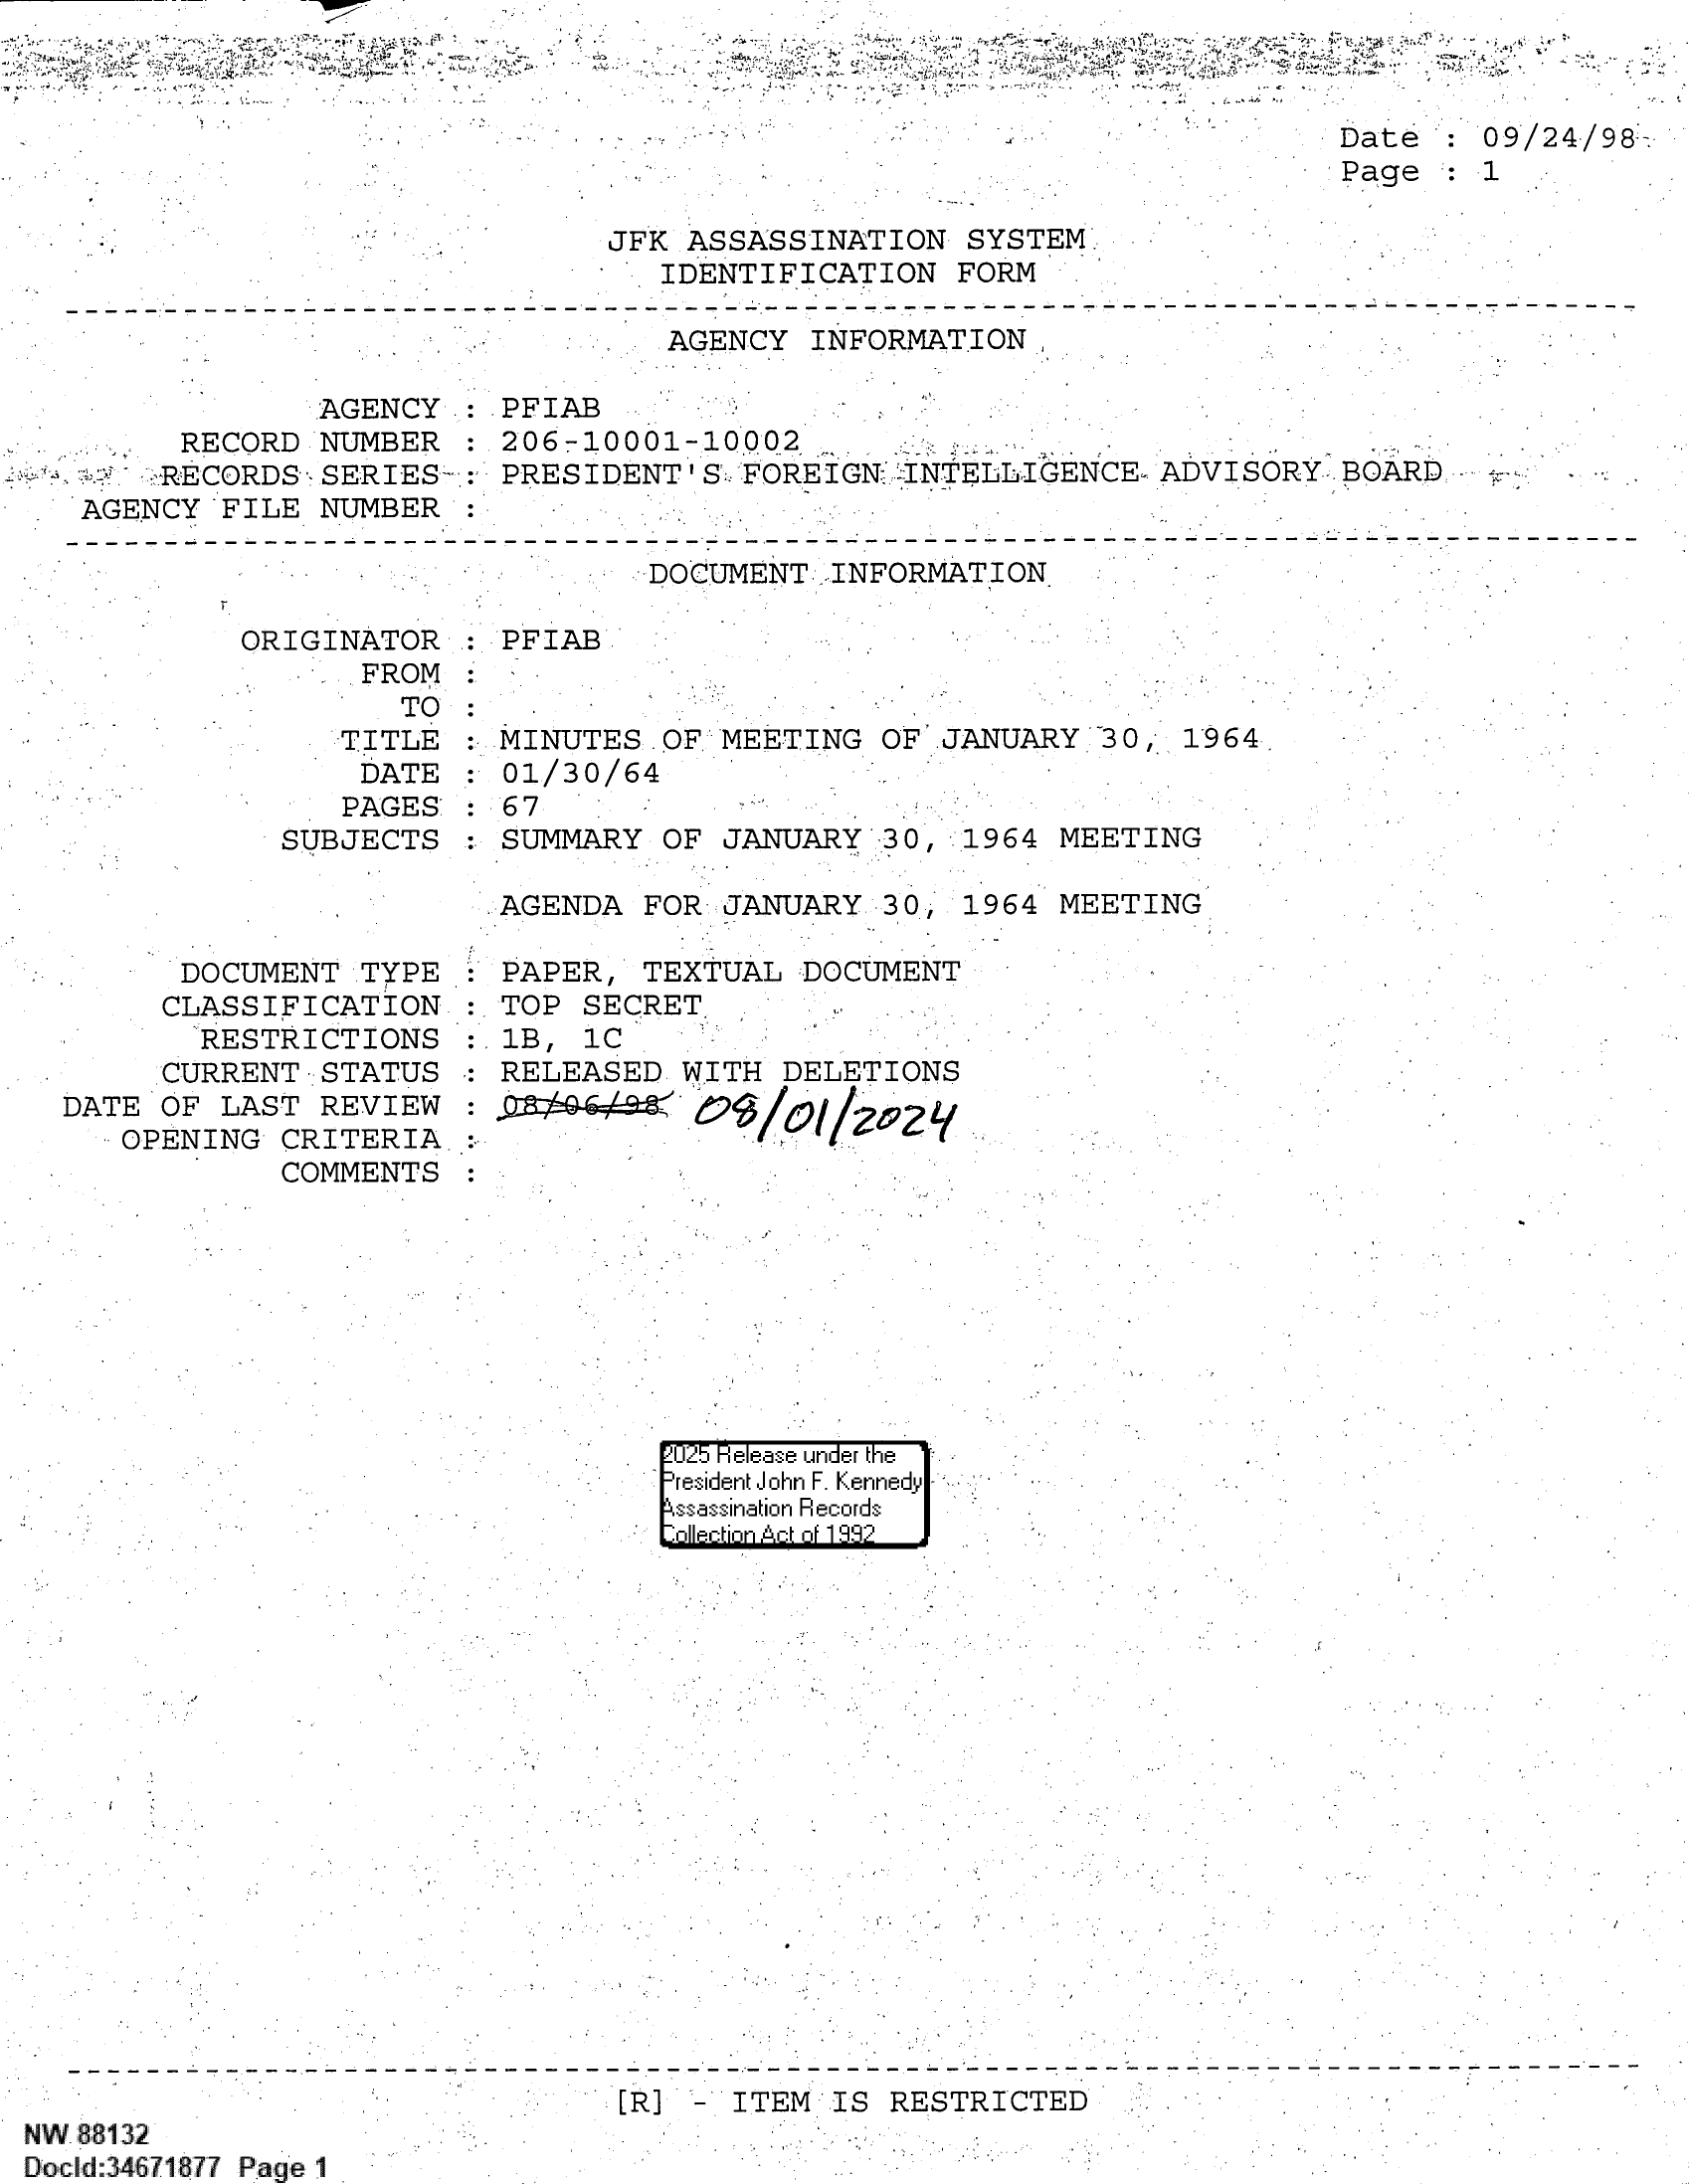 Date : 09/24/98
Page : 1
JFK ASSASSINATION SYSTEM
IDENTIFICATION FORM
AGENCY INFORMATION
AGENCY : PFIAB
RECORD NUMBER : 206-10001-10002
RECORDS SERIES : PRESIDENT'S FOREIGN INTELLIGENCE ADVISORY BOARD
AGENCY FILE NUMBER :
DOCUMENT INFORMATION
ORIGINATOR : PFIAB
FROM :
TO :
TITLE : MINUTES OF MEETING OF JANUARY 30, 1964
DATE : 01/30/64
PAGES : 67
SUBJECTS : SUMMARY OF JANUARY 30, 1964 MEETING
AGENDA FOR JANUARY 30, 1964 MEETING
DOCUMENT TYPE : PAPER, TEXTUAL DOCUMENT
CLASSIFICATION : TOP SECRET
RESTRICTIONS : 1B, 1C
CURRENT STATUS : RELEASED WITH DELETIONS
DATE OF LAST REVIEW : 08/06/98 08/01/2024
OPENING CRITERIA :
COMMENTS :
2025 Release under the
President John F. Kennedy
Assassination Records
Collection Act of 1992
[R] - ITEM IS RESTRICTED
NW 88132
DocId:34671877 Page 1